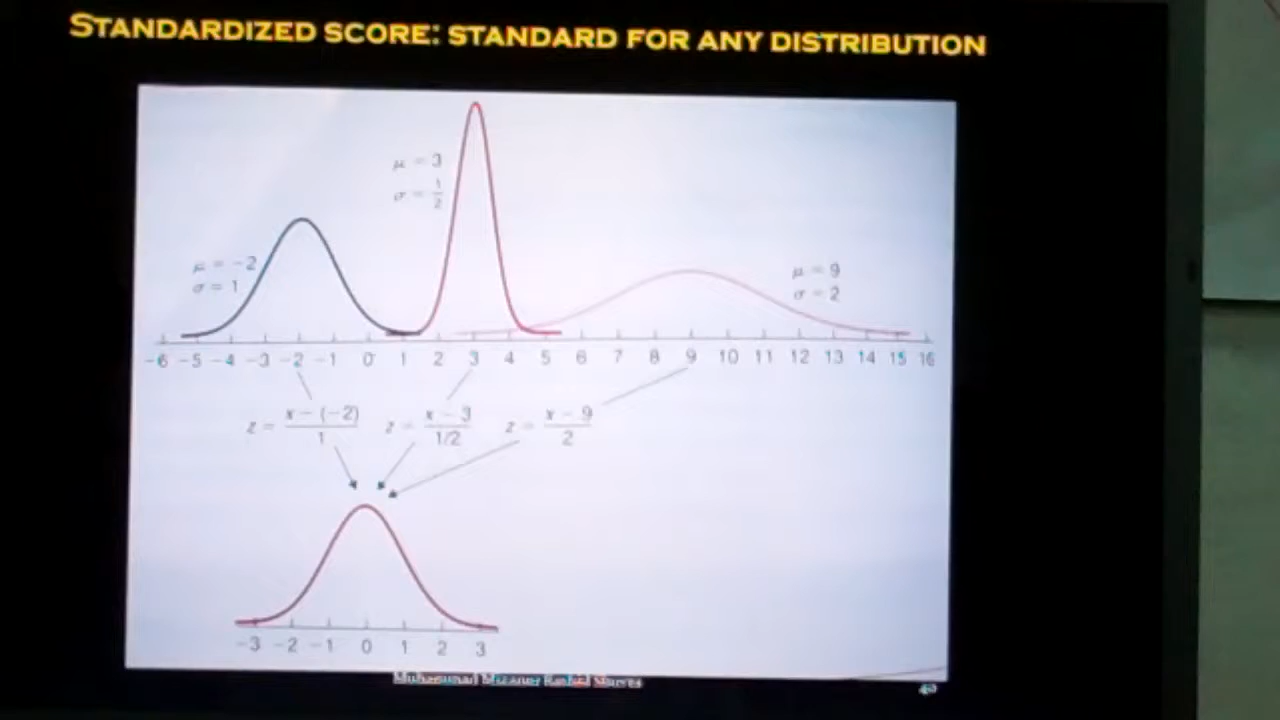 STANDARDIZED SCORE: STANDARD FOR ANY DISTRIBUTION
μ = 3
σ = 1/2
μ = -2
σ = 1
μ = 9
σ = 2
-6 -5 -4 -3 -2 -1 0 1 2 3 4 5 6 7 8 9 10 11 12 13 14 15 16
z = x - (-2) / 1 z = x - 3 / 1/2 z = x - 9 / 2
-3 -2 -1 0 1 2 3